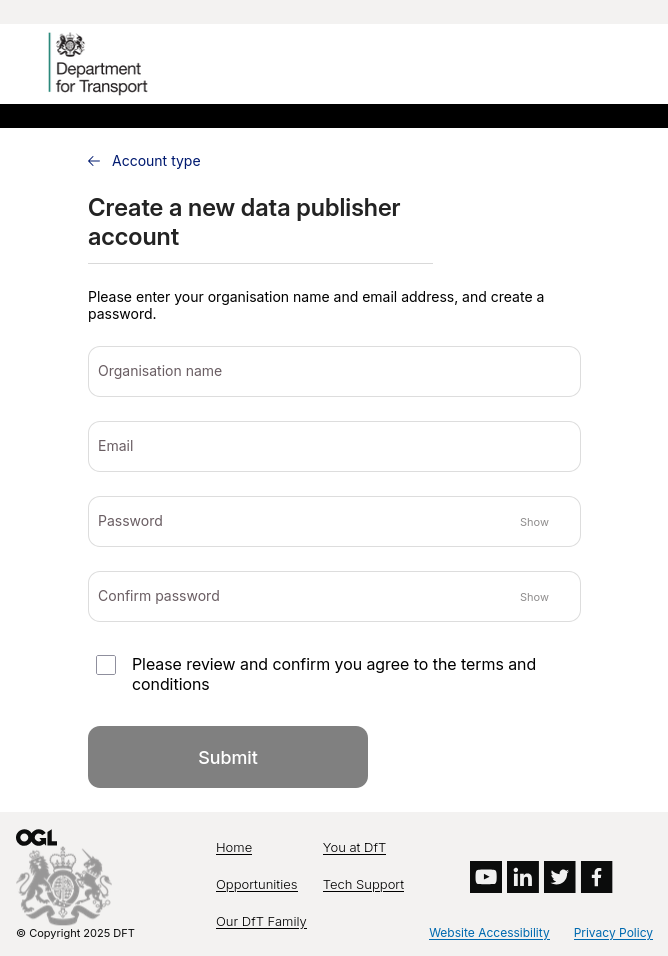 Department
for Transport
Account type
Create a new data publisher
account
Please enter your organisation name and email address, and create a
password.
Organisation name
Email
Password
Show
Confirm password
Show
Please review and confirm you agree to the terms and
conditions
Submit
OGL
© Copyright 2025 DFT
Home
You at DfT
Opportunities
Tech Support
Our DfT Family
Website Accessibility
Privacy Policy